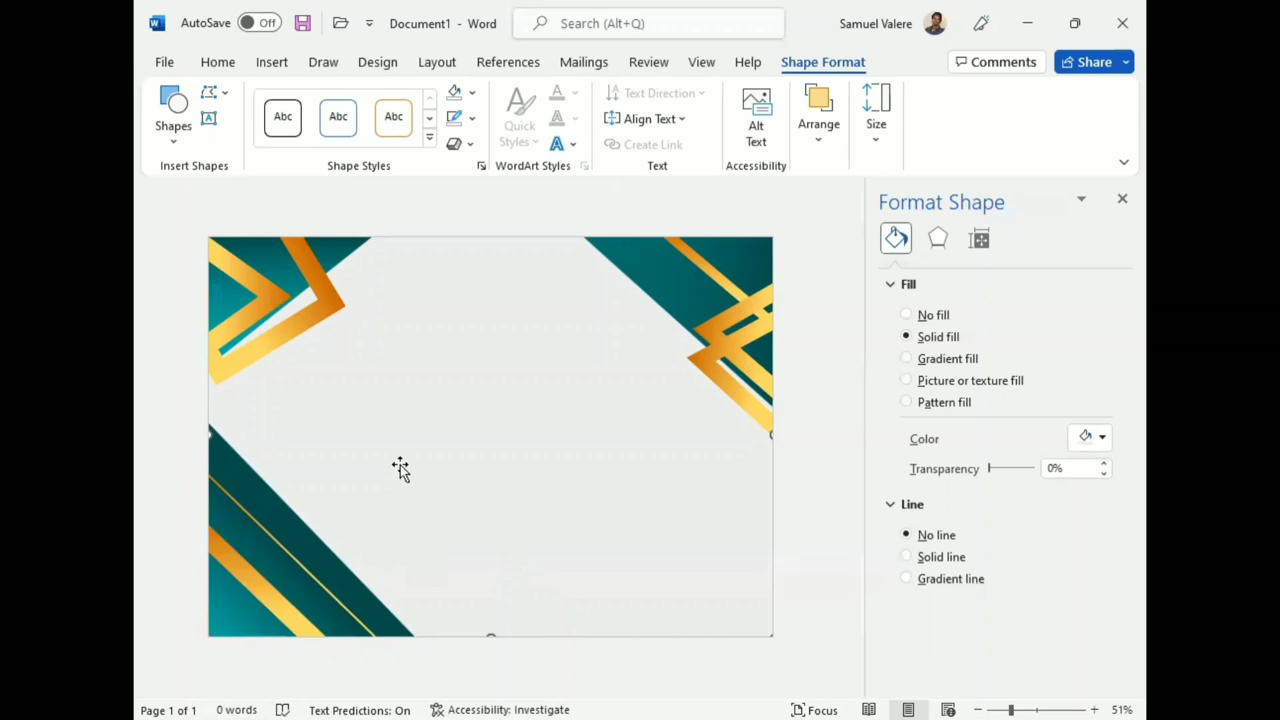 AutoSave Off Document1 - Word Search (Alt+Q) Samuel Valere
File Home Insert Draw Design Layout References Mailings Review View Help Shape Format Comments Share
Shapes
Insert Shapes
Abc Abc Abc
Shape Styles
Quick
Styles
WordArt Styles
Text Direction
Align Text
Create Link
Text
Alt
Text
Accessibility
Arrange
Size
Format Shape
Fill
No fill
Solid fill
Gradient fill
Picture or texture fill
Pattern fill
Color
Transparency 0%
Line
No line
Solid line
Gradient line
Page 1 of 1 0 words Text Predictions: On Accessibility: Investigate Focus 51%